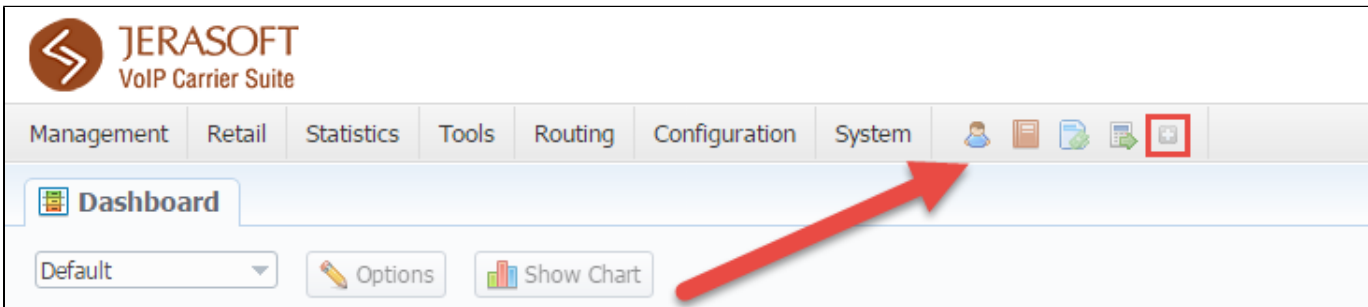 JERASOFT
VoIP Carrier Suite
Management Retail Statistics Tools Routing Configuration System
Dashboard
Default Options Show Chart